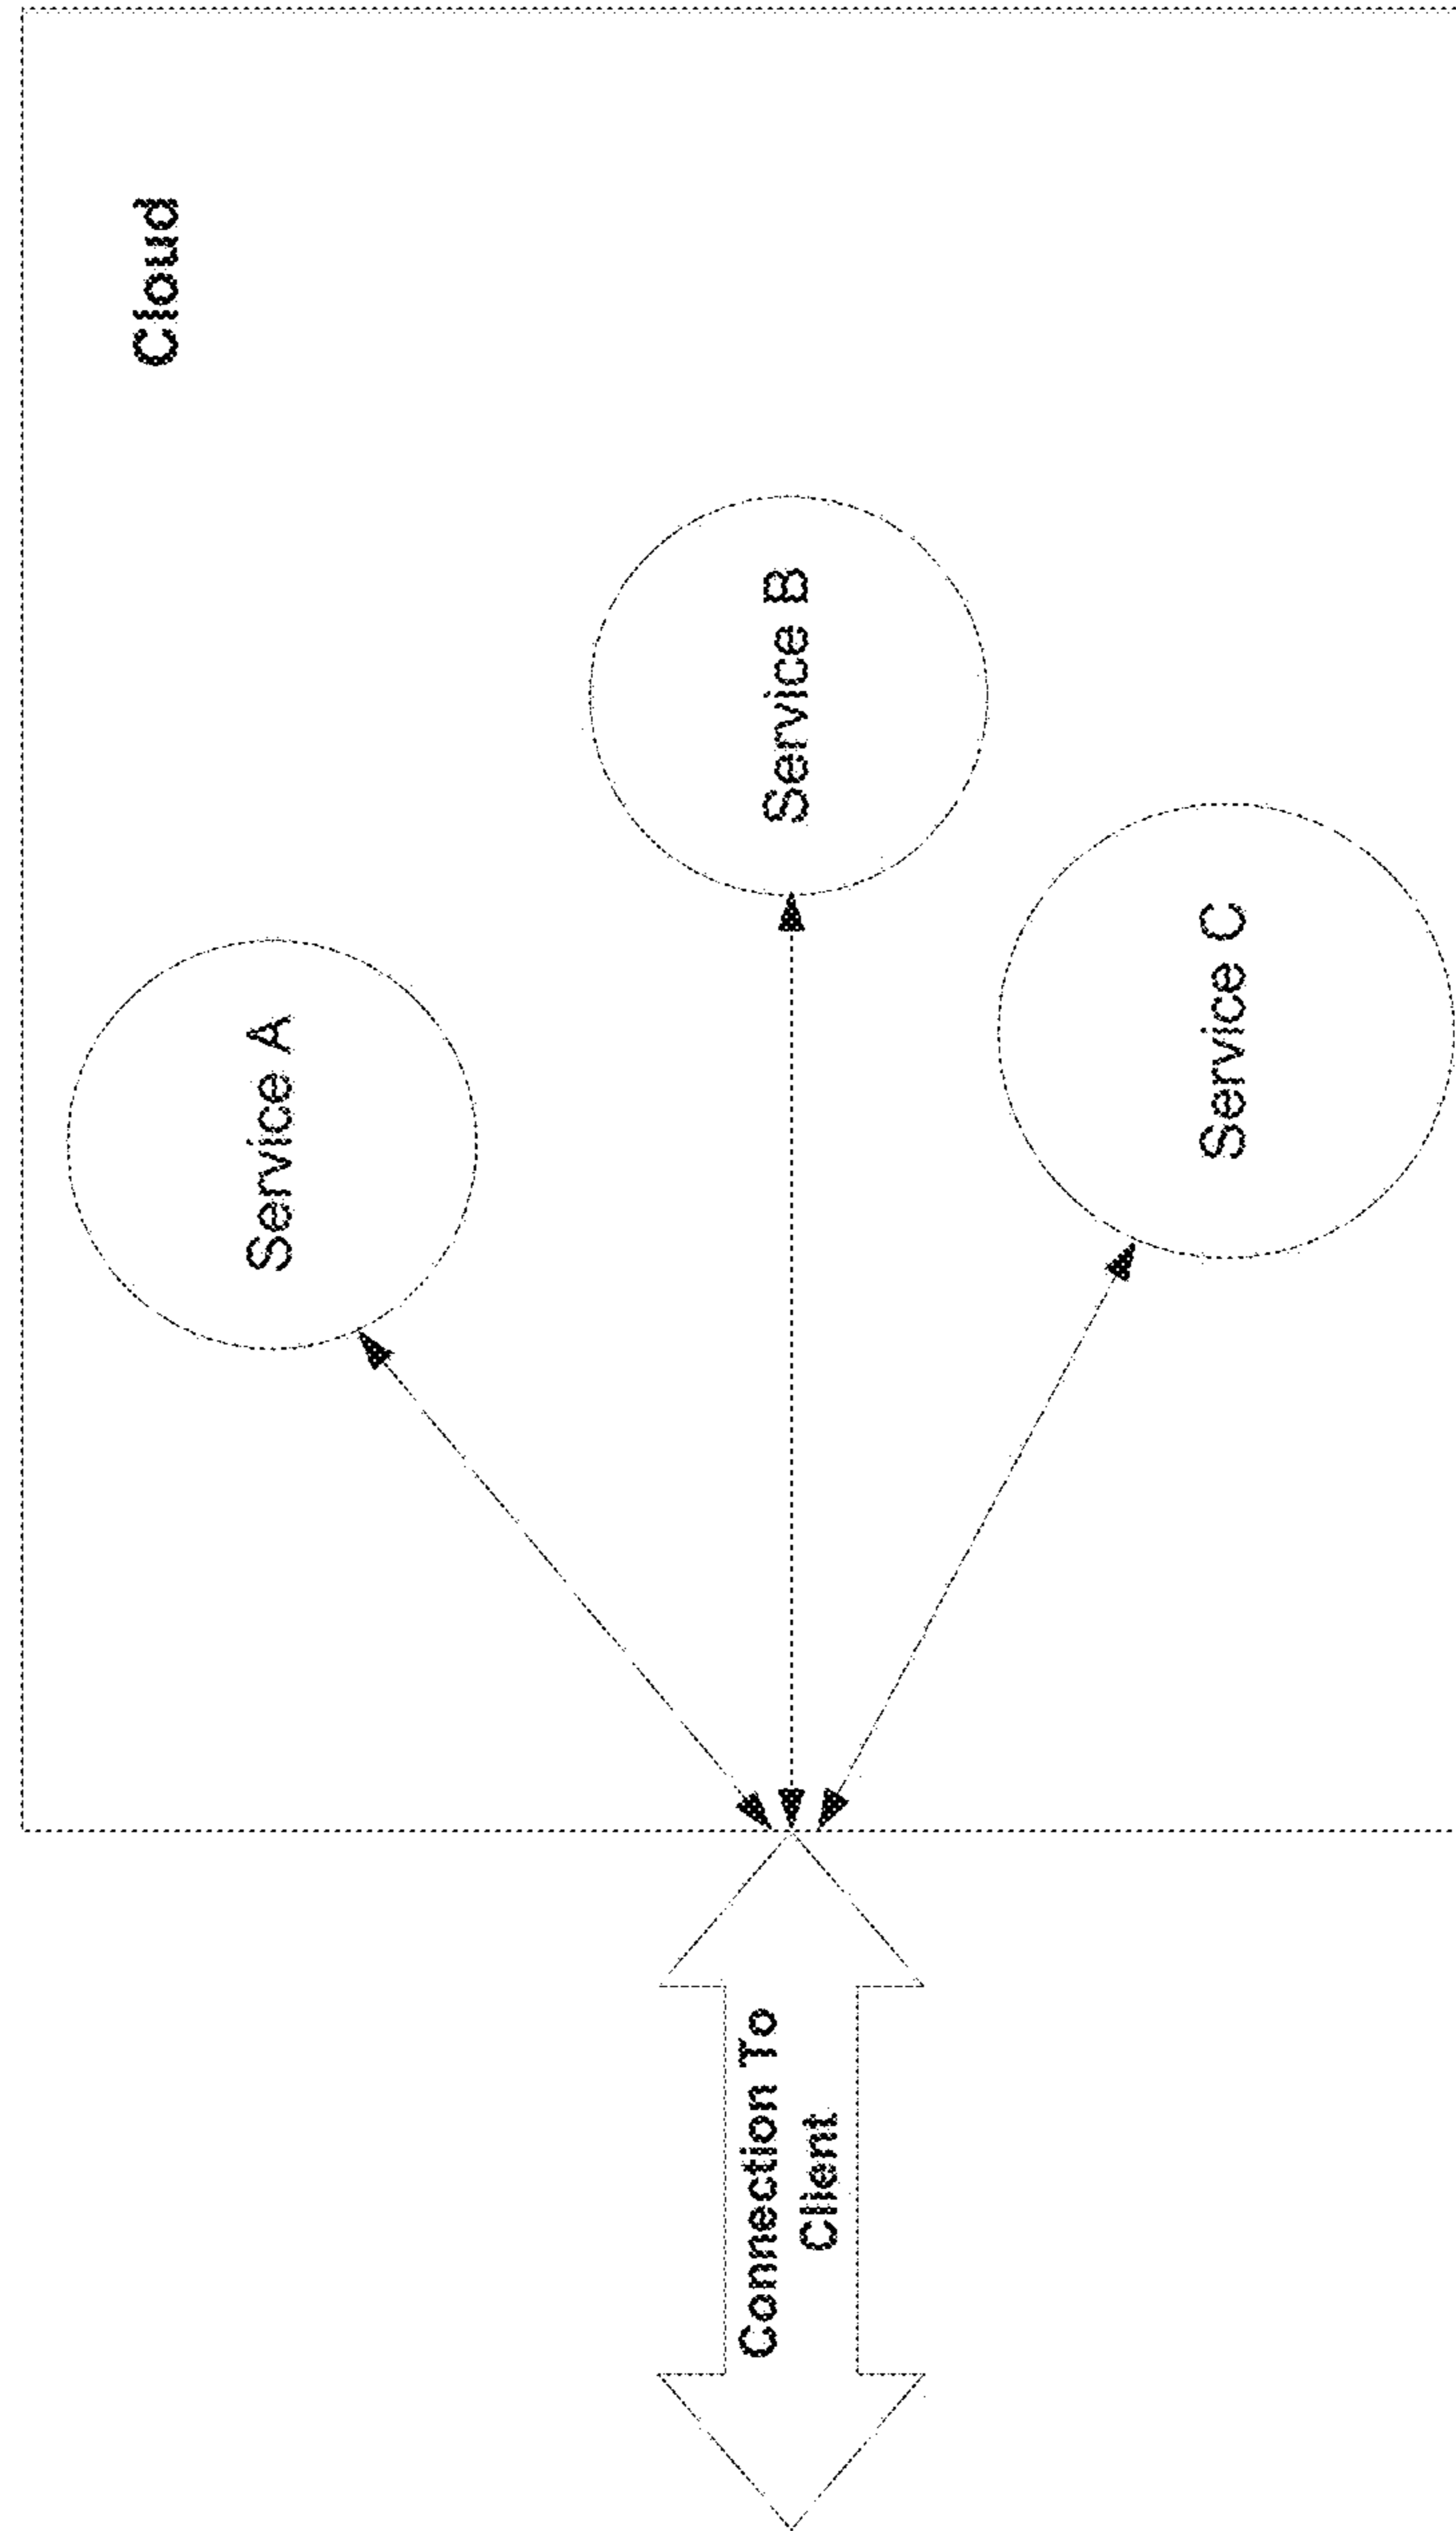 Cloud
Service A
Service B
Service C
Connection To
Client